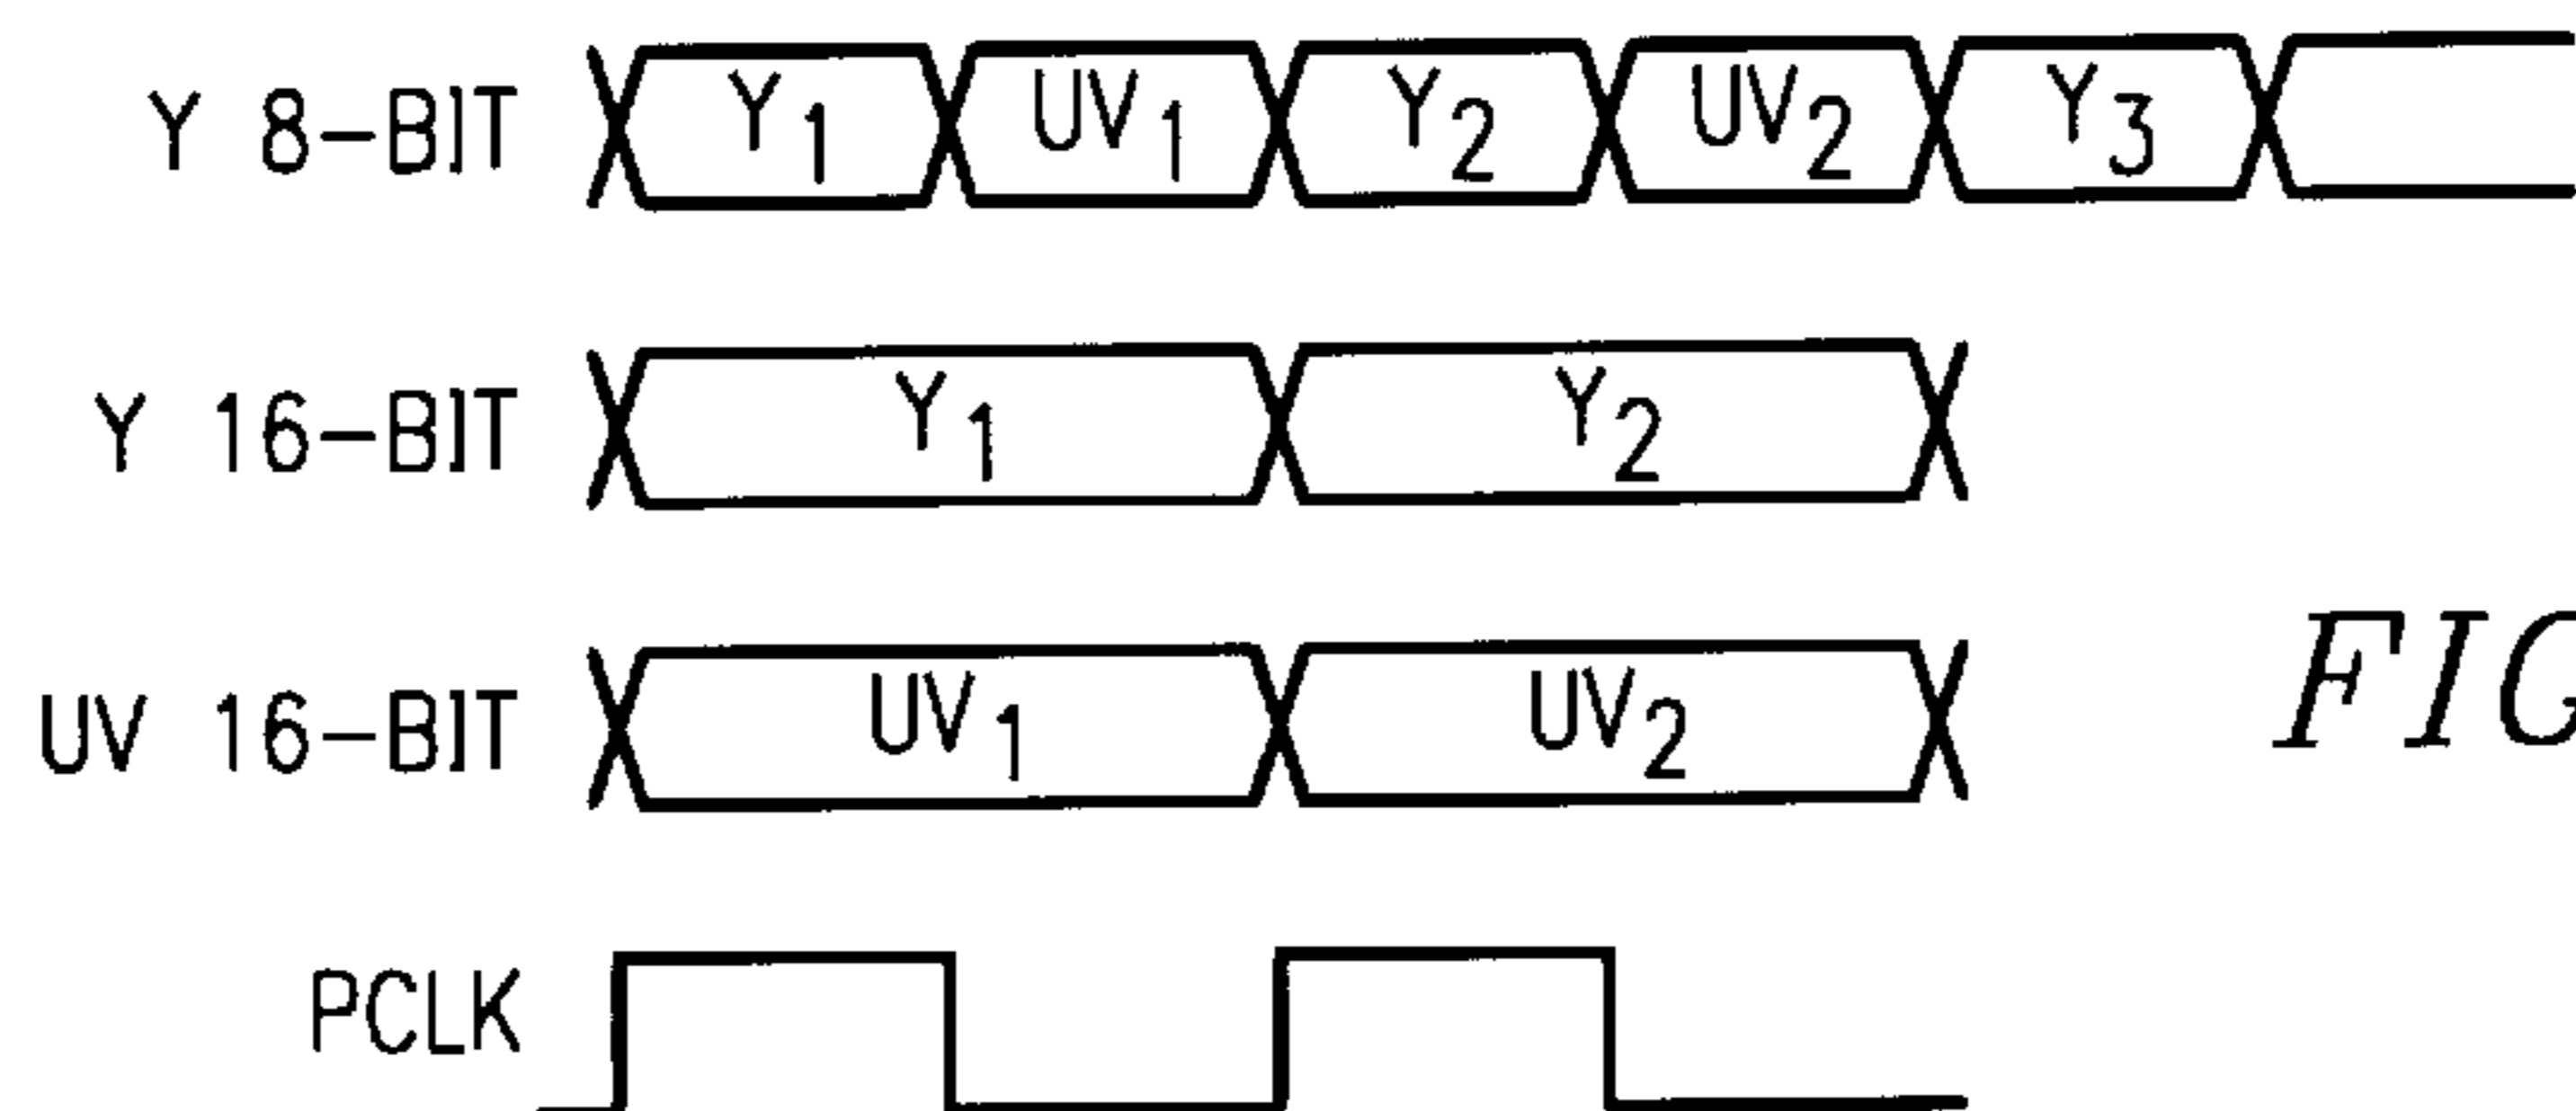 Y 8-BIT Y1 UV1 Y2 UV2 Y3
Y 16-BIT Y1 Y2
UV 16-BIT UV1 UV2
FIG
PCLK